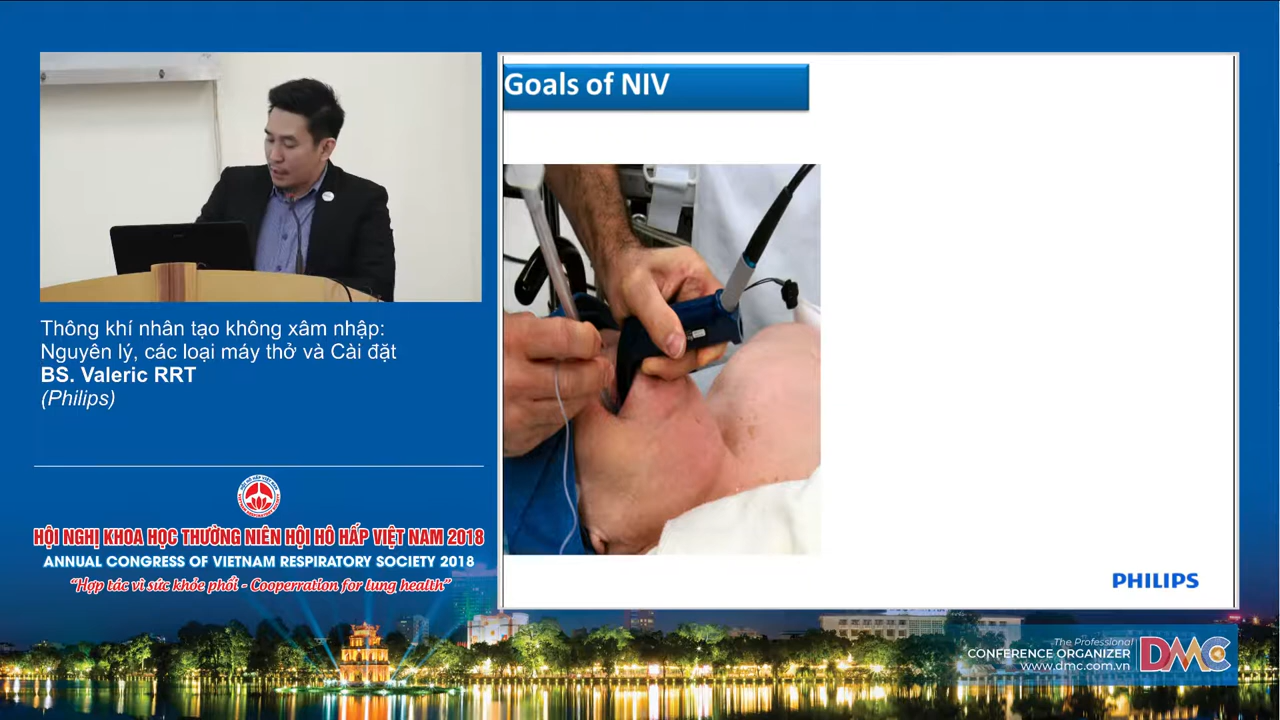 Goals of NIV
Thông khí nhân tạo không xâm nhập:
Nguyên lý, các loại máy thở và Cài đặt
BS. Valeric RRT
(Philips)
HỘI NGHỊ KHOA HỌC THƯỜNG NIÊN HỘI HÔ HẤP VIỆT NAM 2018
ANNUAL CONGRESS OF VIETNAM RESPIRATORY SOCIETY 2018
“Hợp tác vì sức khỏe phổi - Cooperration for lung health”
PHILIPS
The Professional
CONFERENCE ORGANIZER
www.dmc.com.vn
DMC